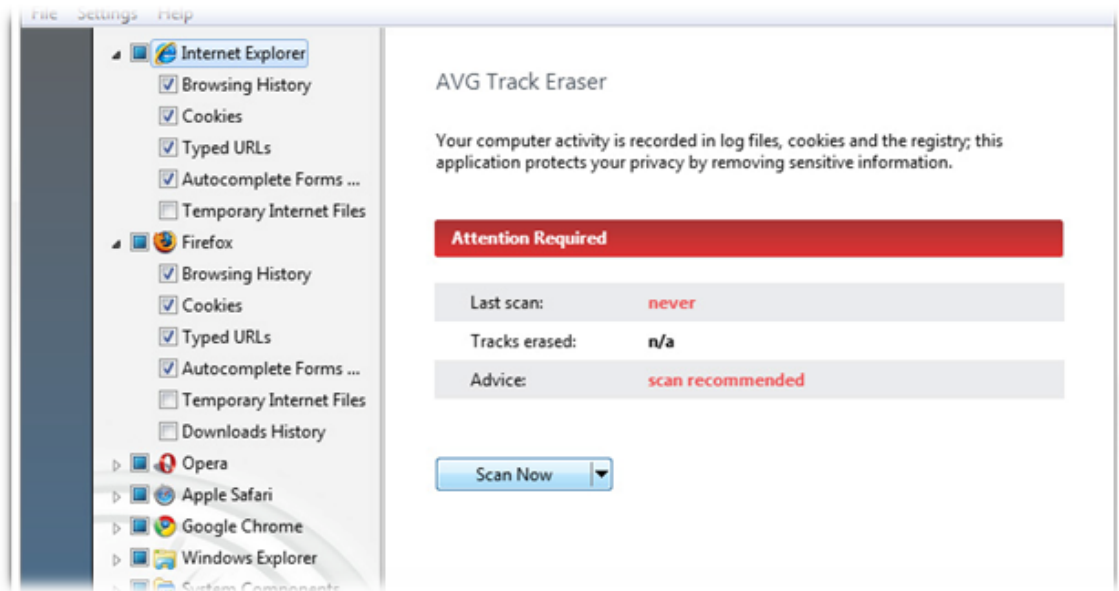 File Settings Help
Internet Explorer
Browsing History
Cookies
Typed URLs
Autocomplete Forms ...
Temporary Internet Files
Firefox
Browsing History
Cookies
Typed URLs
Autocomplete Forms ...
Temporary Internet Files
Downloads History
Opera
Apple Safari
Google Chrome
Windows Explorer
System Components
AVG Track Eraser
Your computer activity is recorded in log files, cookies and the registry; this
application protects your privacy by removing sensitive information.
Attention Required
Last scan: never
Tracks erased: n/a
Advice: scan recommended
Scan Now